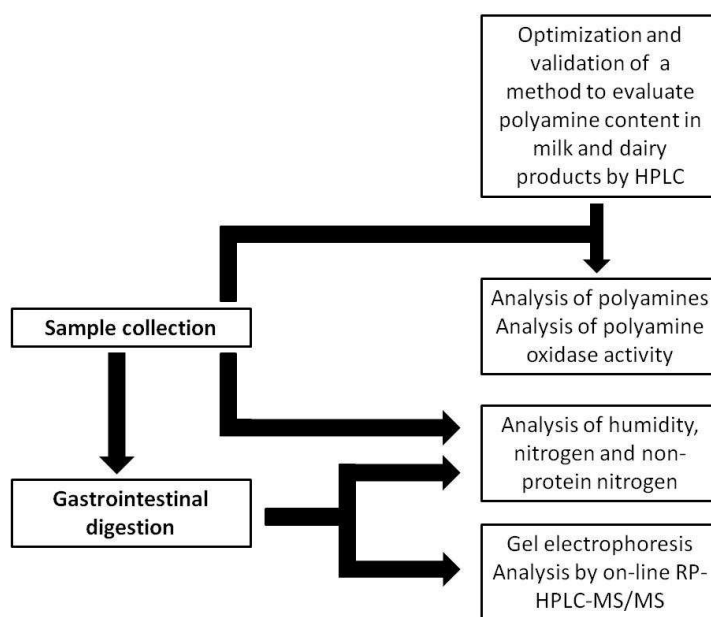 Optimization and
validation of a
method to evaluate
polyamine content in
milk and dairy
products by HPLC
Sample collection
Analysis of polyamines
Analysis of polyamine
oxidase activity
Analysis of humidity,
nitrogen and non-
protein nitrogen
Gastrointestinal
digestion
Gel electrophoresis
Analysis by on-line RP-
HPLC-MS/MS